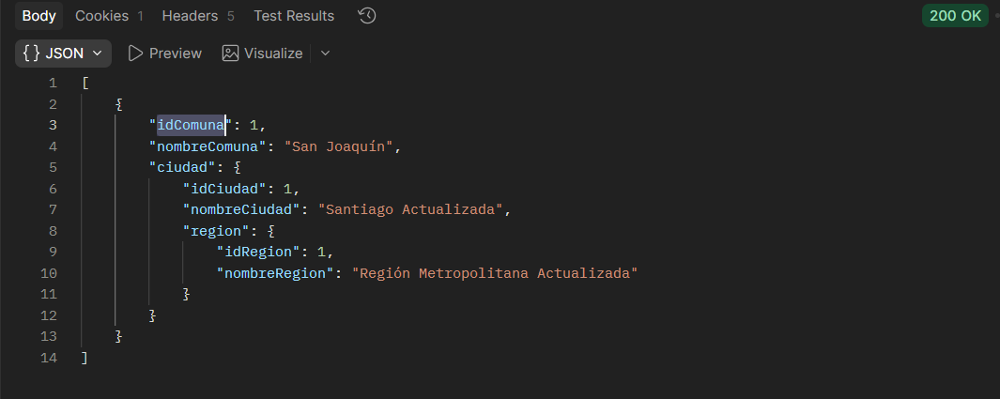 Body Cookies 1 Headers 5 Test Results 200 OK
{} JSON Preview Visualize
1 [
2 {
3 "idComuna": 1,
4 "nombreComuna": "San Joaquín",
5 "ciudad": {
6 "idCiudad": 1,
7 "nombreCiudad": "Santiago Actualizada",
8 "region": {
9 "idRegion": 1,
10 "nombreRegion": "Región Metropolitana Actualizada"
11 }
12 }
13 }
14 ]